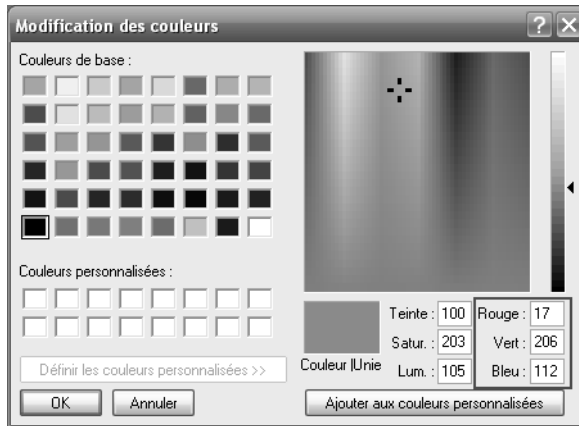 Modification des couleurs
Couleurs de base :
Couleurs personnalisées :
Définir les couleurs personnalisées >>
OK
Annuler
Couleur |Unie
Teinte : 100
Satur. : 203
Lum. : 105
Rouge : 17
Vert : 206
Bleu : 112
Ajouter aux couleurs personnalisées